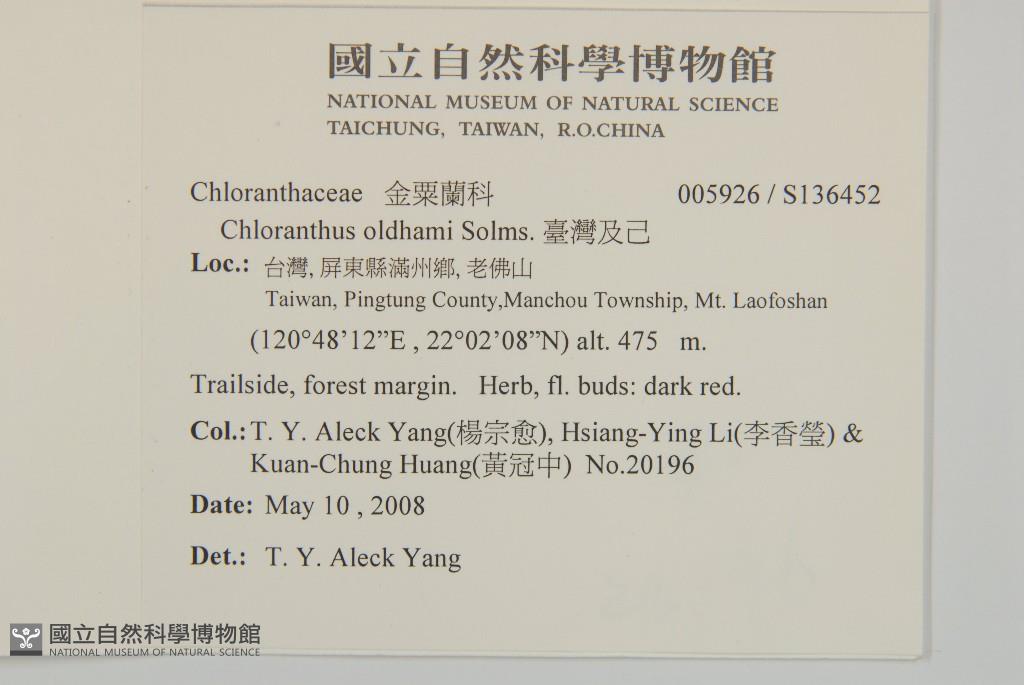 國立自然科學博物館
NATIONAL MUSEUM OF NATURAL SCIENCE
TAICHUNG, TAIWAN, R.O.CHINA
Chloranthaceae 金粟蘭科 005926 / S136452
Chloranthus oldhami Solms. 臺灣及己
Loc.: 台灣, 屏東縣滿州鄉, 老佛山
Taiwan, Pingtung County,Manchou Township, Mt. Laofoshan
(120°48’12”E , 22°02’08”N) alt. 475 m.
Trailside, forest margin. Herb, fl. buds: dark red.
Col.: T. Y. Aleck Yang(楊宗愈), Hsiang-Ying Li(李香瑩) &
Kuan-Chung Huang(黃冠中) No.20196
Date: May 10 , 2008
Det.: T. Y. Aleck Yang
國立自然科學博物館
NATIONAL MUSEUM OF NATURAL SCIENCE